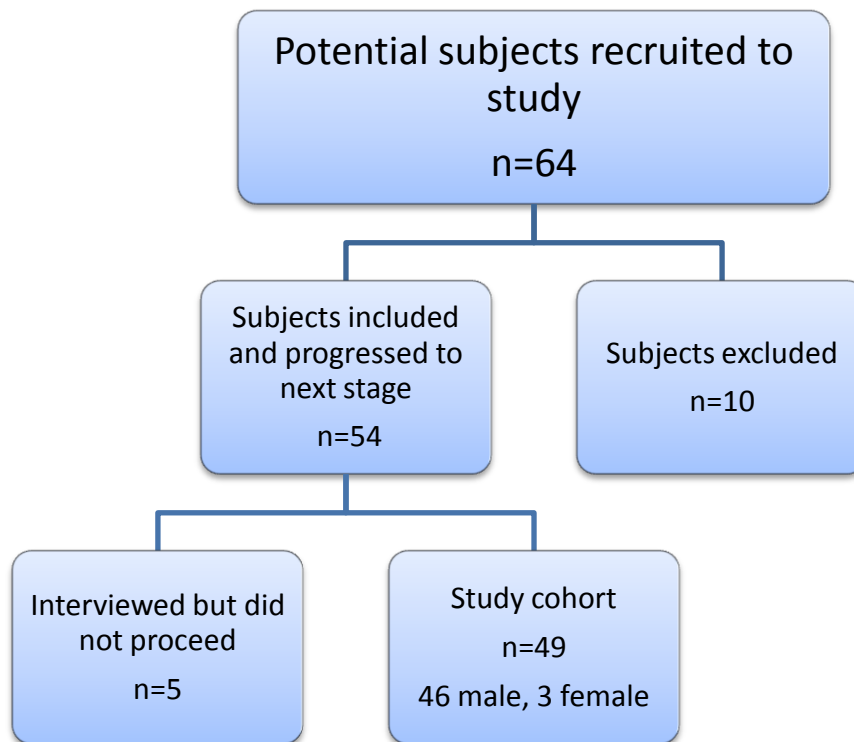 Potential subjects recruited to
study
n=64
Subjects included
and progressed to
next stage
n=54
Subjects excluded
n=10
Interviewed but did
not proceed
n=5
Study cohort
n=49
46 male, 3 female